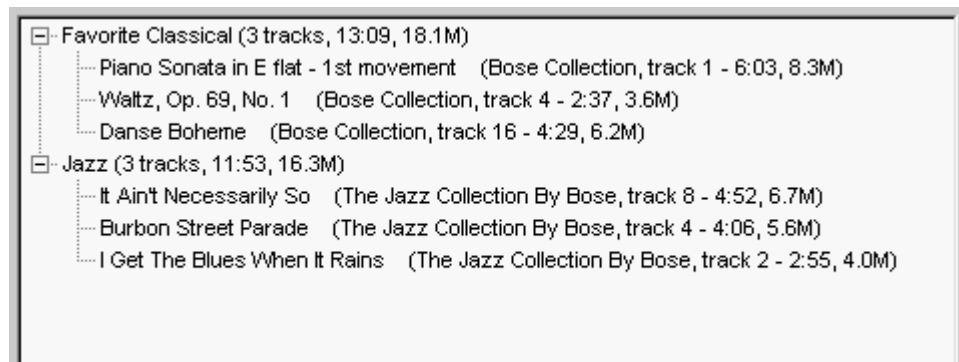 Favorite Classical (3 tracks, 13:09, 18.1M)
Piano Sonata in E flat - 1st movement (Bose Collection, track 1 - 6:03, 8.3M)
Waltz, Op. 69, No. 1 (Bose Collection, track 4 - 2:37, 3.6M)
Danse Boheme (Bose Collection, track 16 - 4:29, 6.2M)
Jazz (3 tracks, 11:53, 16.3M)
It Ain't Necessarily So (The Jazz Collection By Bose, track 8 - 4:52, 6.7M)
Burbon Street Parade (The Jazz Collection By Bose, track 4 - 4:06, 5.6M)
I Get The Blues When It Rains (The Jazz Collection By Bose, track 2 - 2:55, 4.0M)